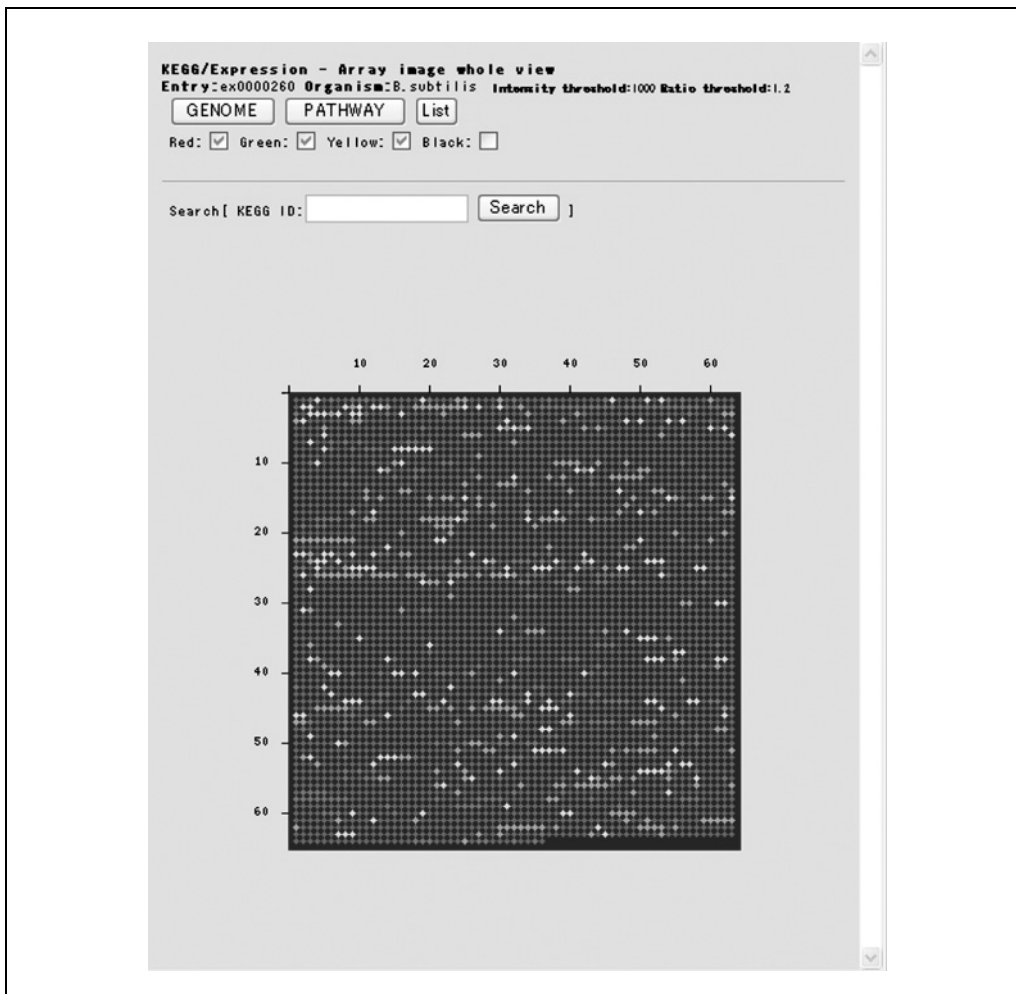 KEGG/Expression - Array image whole view
Entry:ex0000260 Organism:B.subtilis Intensity threshold:1000 Ratio threshold:1.2
GENOME PATHWAY List
Red: Green: Yellow: Black:
Search[ KEGG ID: Search ]
10 20 30 40 50 60
10
20
30
40
50
60